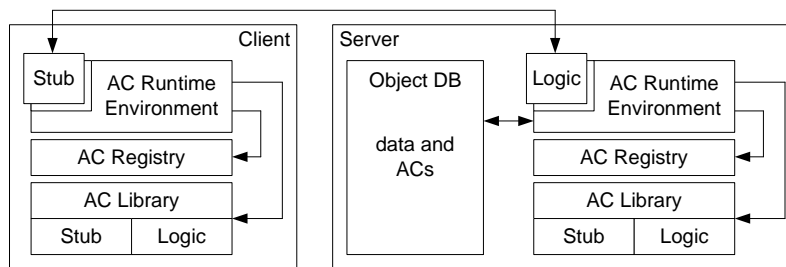 Client
Stub
AC Runtime
Environment
AC Registry
AC Library
Stub
Logic
Server
Object DB
data and
ACs
Logic
AC Runtime
Environment
AC Registry
AC Library
Stub
Logic